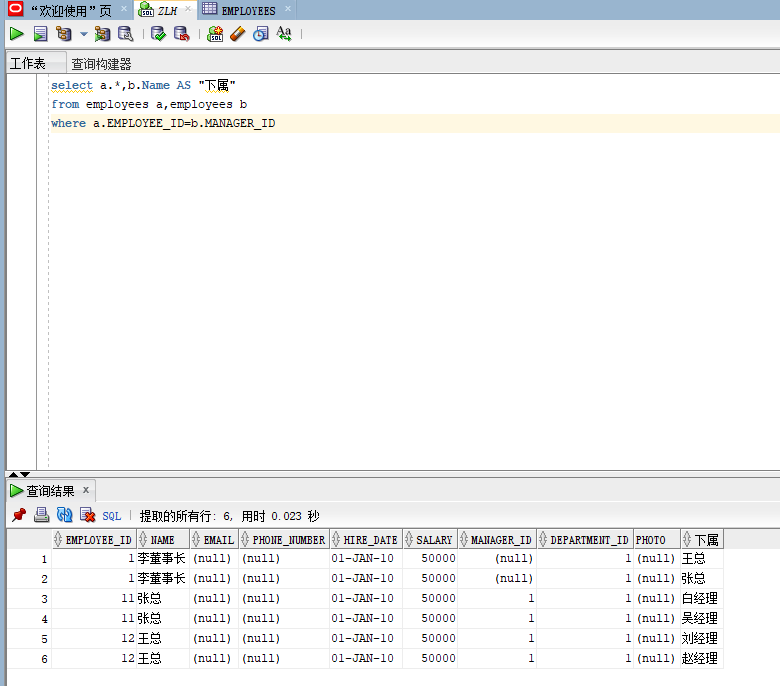 “欢迎使用”页 × ZLH × EMPLOYEES ×
工作表 查询构建器
select a.*,b.Name AS "下属"
from employees a,employees b
where a.EMPLOYEE_ID=b.MANAGER_ID
查询结果 ×
SQL | 提取的所有行: 6, 用时 0.023 秒
EMPLOYEE_ID NAME EMAIL PHONE_NUMBER HIRE_DATE SALARY MANAGER_ID DEPARTMENT_ID PHOTO 下属
1 1 李董事长 (null) (null) 01-JAN-10 50000 (null) 1 (null) 王总
2 1 李董事长 (null) (null) 01-JAN-10 50000 (null) 1 (null) 张总
3 11 张总 (null) (null) 01-JAN-10 50000 1 1 (null) 白经理
4 11 张总 (null) (null) 01-JAN-10 50000 1 1 (null) 吴经理
5 12 王总 (null) (null) 01-JAN-10 50000 1 1 (null) 刘经理
6 12 王总 (null) (null) 01-JAN-10 50000 1 1 (null) 赵经理